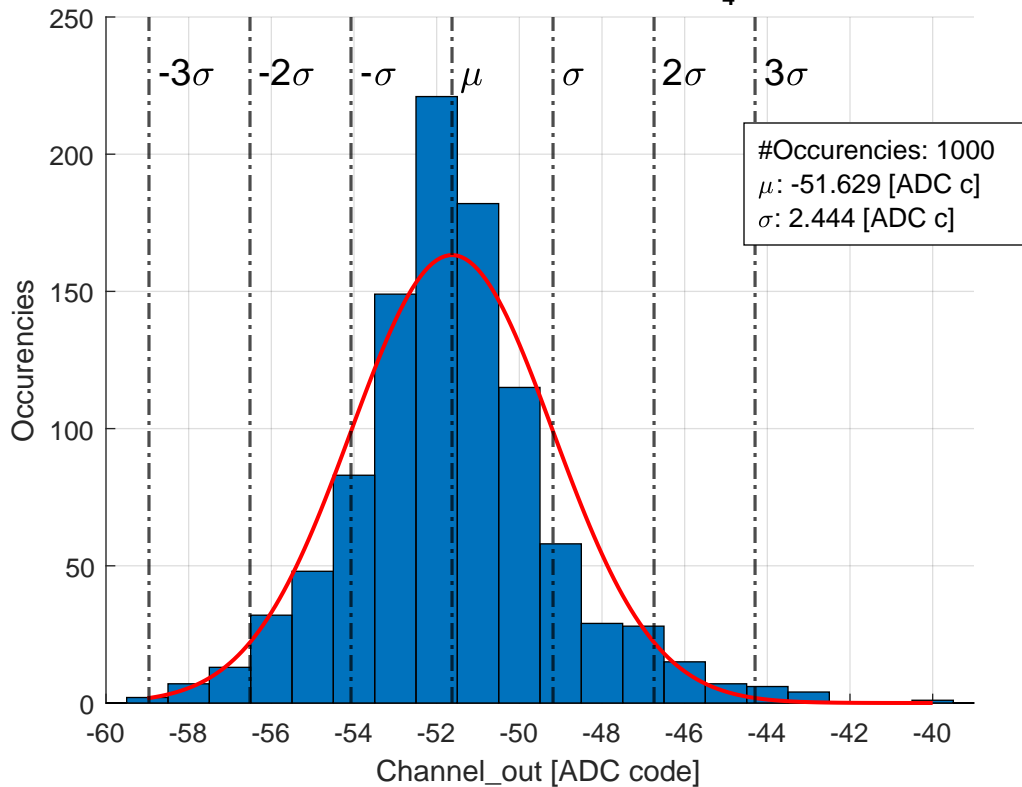 4
250
200
150
100
50
0
Occurencies
-3σ -2σ -σ μ σ 2σ 3σ
#Occurencies: 1000
μ: -51.629 [ADC c]
σ: 2.444 [ADC c]
-60 -58 -56 -54 -52 -50 -48 -46 -44 -42 -40
Channel_out [ADC code]